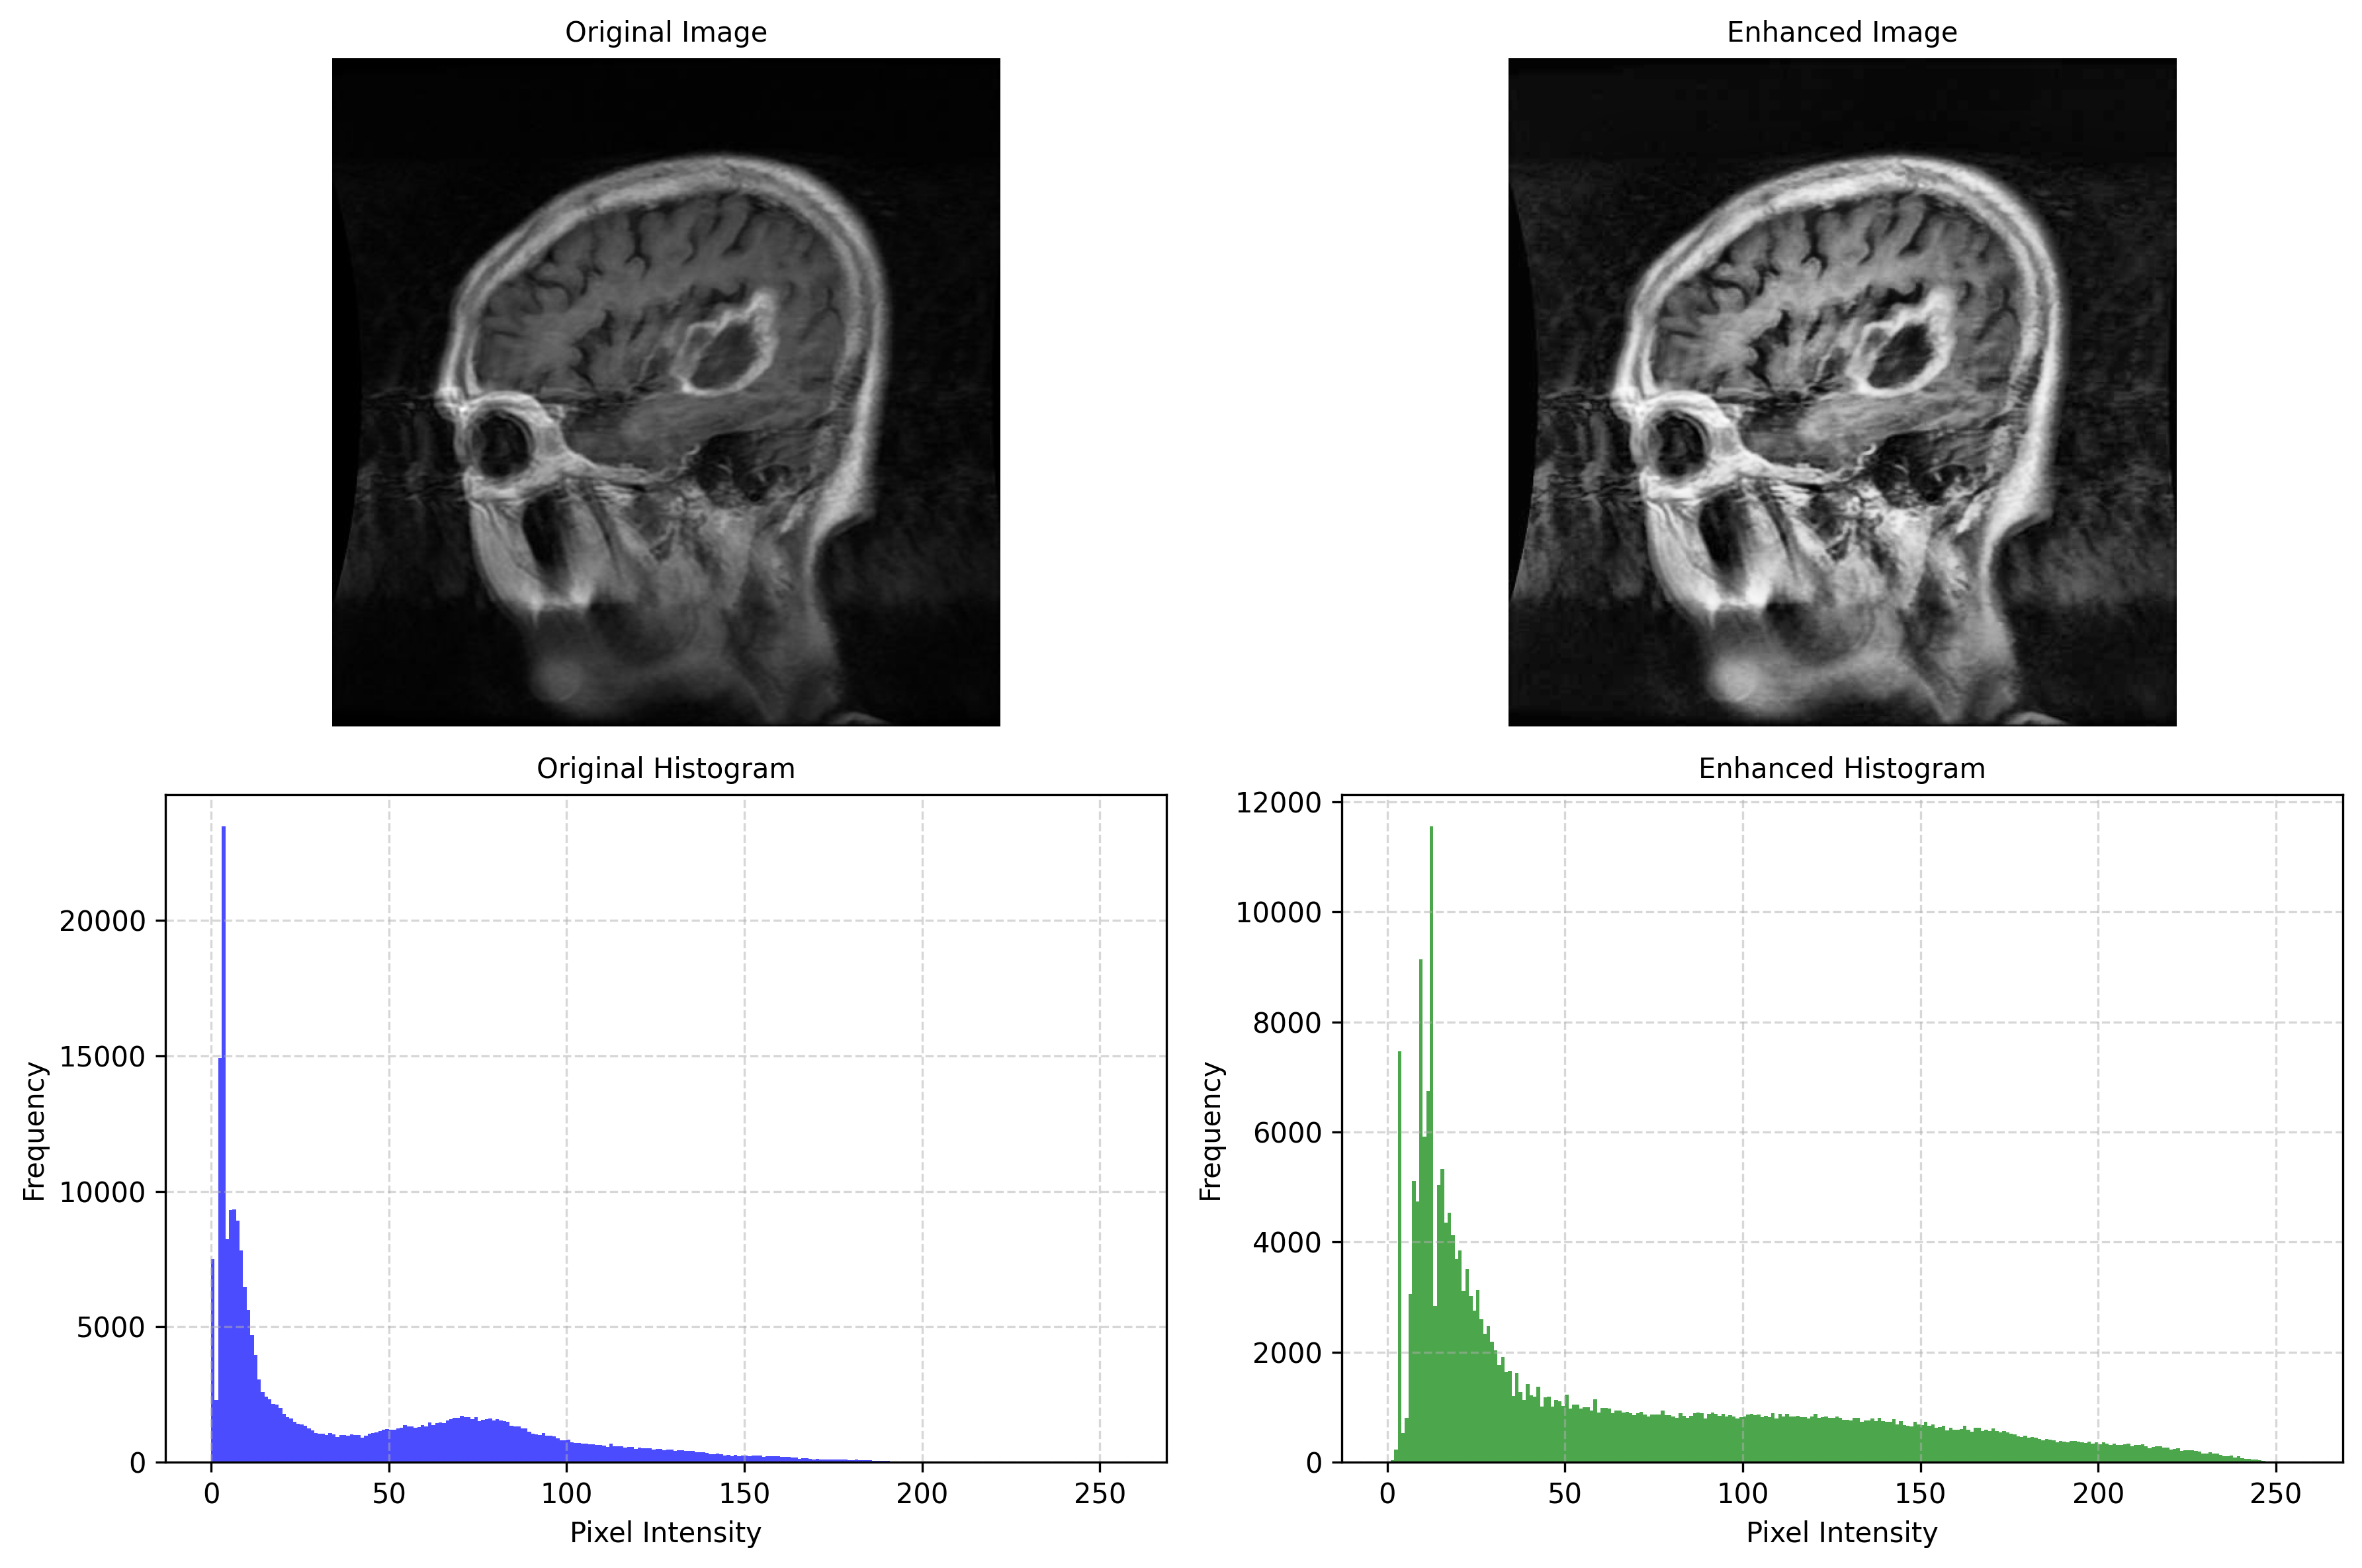 Original Image
Enhanced Image
Original Histogram
Enhanced Histogram
Frequency
20000
15000
10000
5000
0
0 50 100 150 200 250
Pixel Intensity
Frequency
12000
10000
8000
6000
4000
2000
0
0 50 100 150 200 250
Pixel Intensity